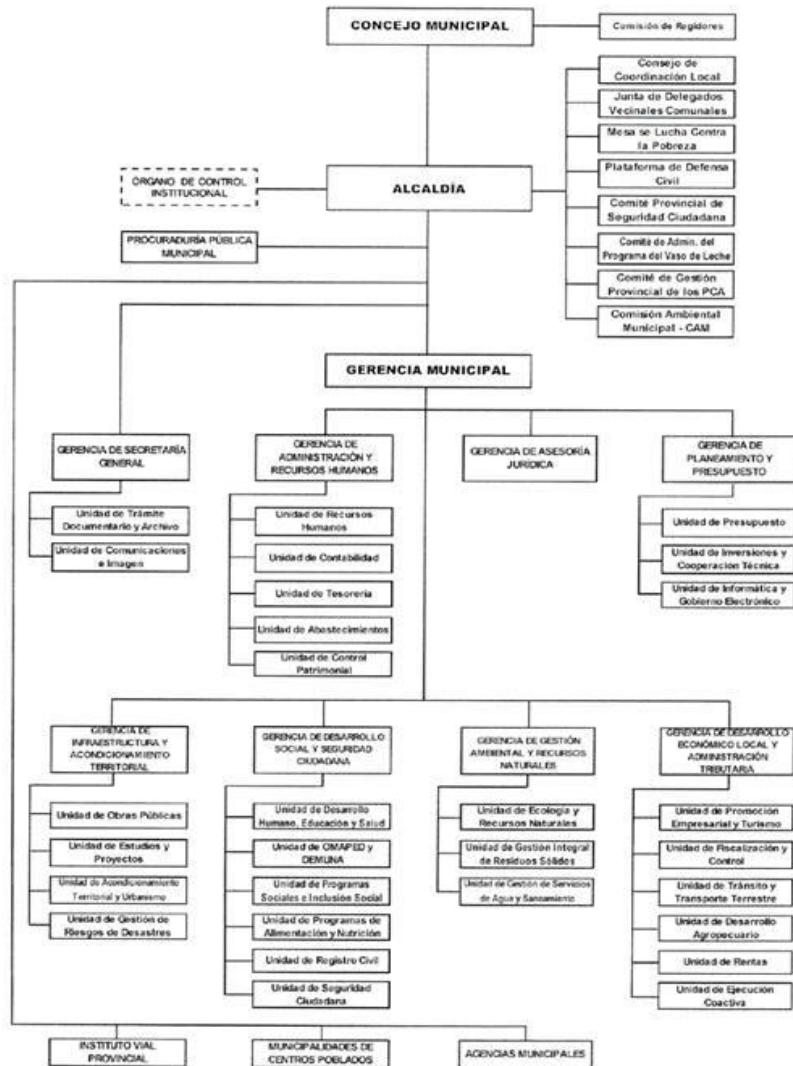 CONCEJO MUNICIPAL
Comisión de Regidores
Consejo de
Coordinación Local
Junta de Delegados
Vecinales Comunales
Mesa se Lucha Contra
la Pobreza
ÓRGANO DE CONTROL
INSTITUCIONAL
ALCALDÍA
Plataforma de Defensa
Civil
Comité Provincial de
Seguridad Ciudadana
PROCURADURÍA PÚBLICA
MUNICIPAL
Comité de Admin. del
Programa del Vaso de Leche
Comité de Gestión
Provincial de los PCA
Comisión Ambiental
Municipal - CAM
GERENCIA MUNICIPAL
GERENCIA DE SECRETARÍA
GENERAL
Unidad de Trámite
Documentario y Archivo
Unidad de Comunicaciones
e Imagen
GERENCIA DE
ADMINISTRACIÓN Y
RECURSOS HUMANOS
Unidad de Recursos
Humanos
Unidad de Contabilidad
Unidad de Tesorería
Unidad de Abastecimientos
Unidad de Control
Patrimonial
GERENCIA DE ASESORÍA
JURÍDICA
GERENCIA DE
PLANEAMIENTO Y
PRESUPUESTO
Unidad de Presupuesto
Unidad de Inversiones y
Cooperación Técnica
Unidad de Informática y
Gobierno Electrónico
GERENCIA DE
INFRAESTRUCTURA Y
ACONDICIONAMIENTO
TERRITORIAL
Unidad de Obras Públicas
Unidad de Estudios y
Proyectos
Unidad de Acondicionamiento
Territorial y Urbanismo
Unidad de Gestión de
Riesgos de Desastres
GERENCIA DE DESARROLLO
SOCIAL Y SEGURIDAD
CIUDADANA
Unidad de Desarrollo
Humano, Educación y Salud
Unidad de OMAPED y
DEMUNA
Unidad de Programas
Sociales e Inclusión Social
Unidad de Programas de
Alimentación y Nutrición
Unidad de Registro Civil
Unidad de Seguridad
Ciudadana
GERENCIA DE GESTIÓN
AMBIENTAL Y RECURSOS
NATURALES
Unidad de Ecología y
Recursos Naturales
Unidad de Gestión Integral
de Residuos Sólidos
Unidad de Gestión de Servicios
de Agua y Saneamiento
GERENCIA DE DESARROLLO
ECONÓMICO LOCAL Y
ADMINISTRACIÓN
TRIBUTARIA
Unidad de Promoción
Empresarial y Turismo
Unidad de Fiscalización y
Control
Unidad de Tránsito y
Transporte Terrestre
Unidad de Desarrollo
Agropecuario
Unidad de Rentas
Unidad de Ejecución
Coactiva
INSTITUTO VIAL
PROVINCIAL
MUNICIPALIDADES DE
CENTROS POBLADOS
AGENCIAS MUNICIPALES